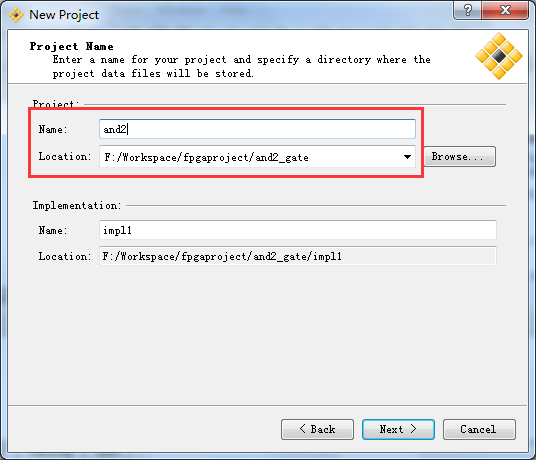 New Project
Project Name
Enter a name for your project and specify a directory where the
project data files will be stored.
Project:
Name: and2
Location: F:/Workspace/fpgaproject/and2_gate Browse...
Implementation:
Name: impl1
Location: F:/Workspace/fpgaproject/and2_gate/impl1
< Back Next > Cancel